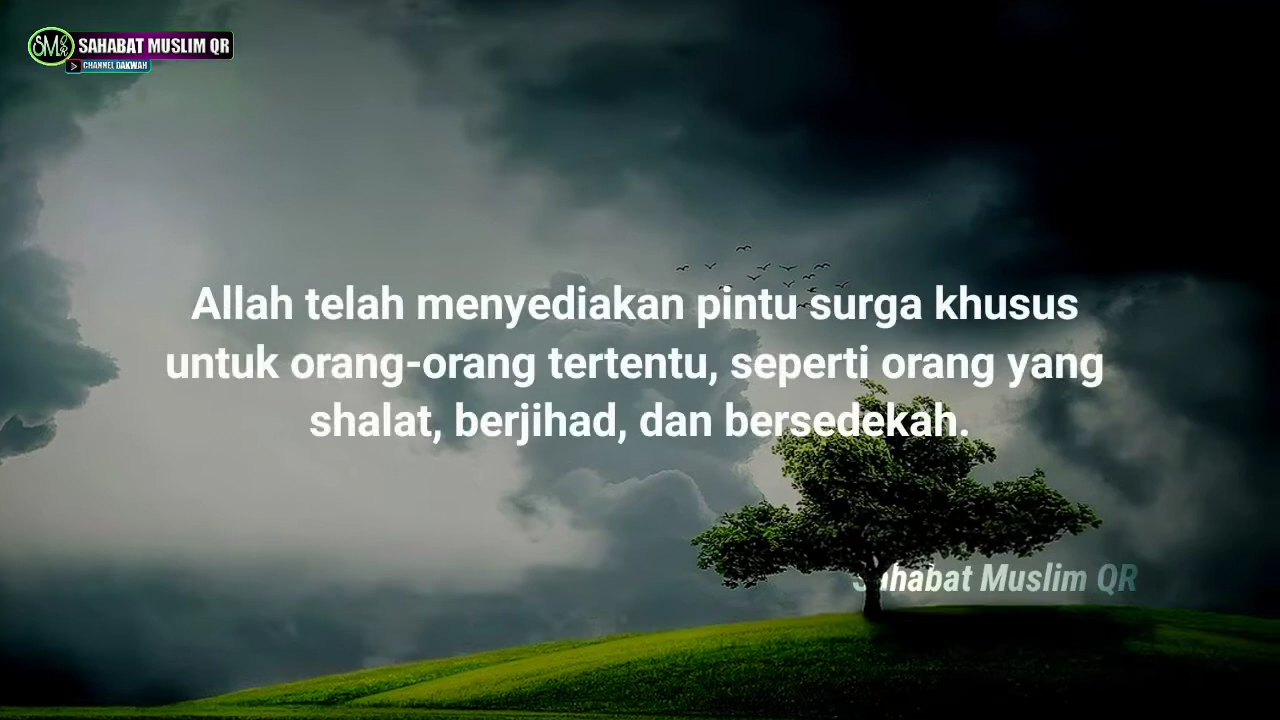 SAHABAT MUSLIM QR
CHANNEL DAKWAH
Allah telah menyediakan pintu surga khusus
untuk orang-orang tertentu, seperti orang yang
shalat, berjihad, dan bersedekah.
Sahabat Muslim QR